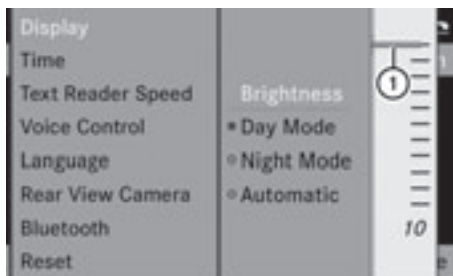 Display
Time
Text Reader Speed
Voice Control
Language
Rear View Camera
Bluetooth
Reset
Brightness
Day Mode
Night Mode
Automatic
1
10